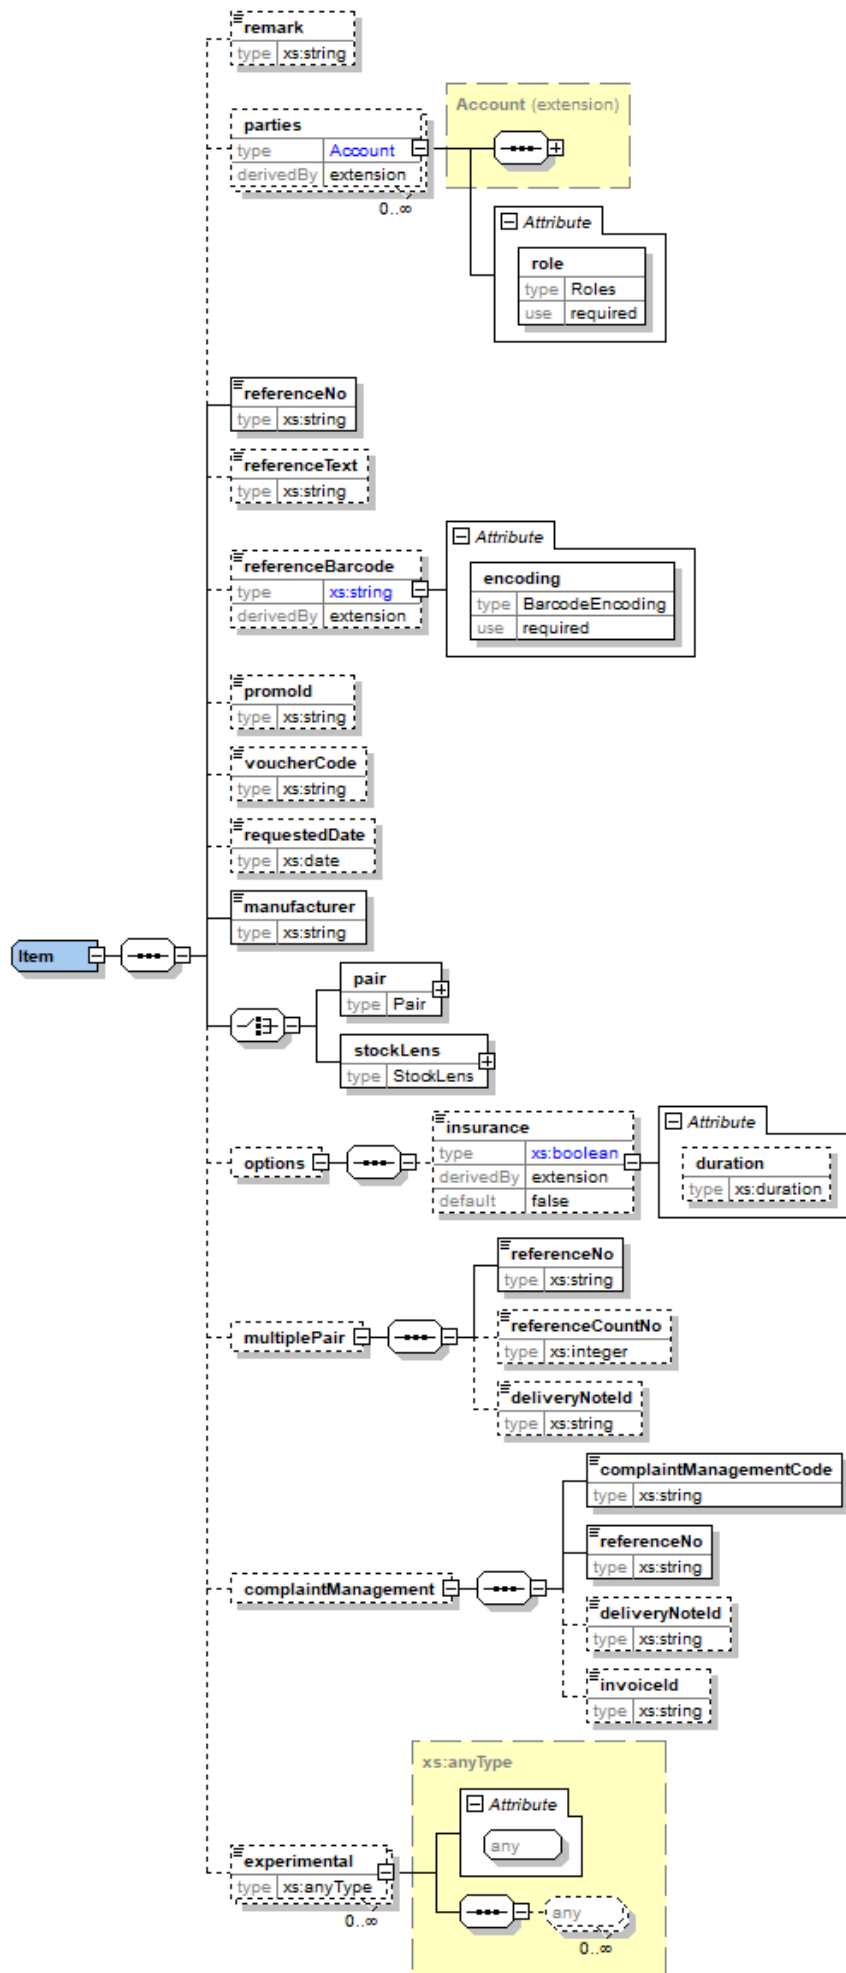 remark
type xs:string
Account (extension)
parties
type Account
derivedBy extension
0..∞
Attribute
role
type Roles
use required
referenceNo
type xs:string
referenceText
type xs:string
Attribute
referenceBarcode
type xs:string
derivedBy extension
encoding
type BarcodeEncoding
use required
promoId
type xs:string
voucherCode
type xs:string
requestedDate
type xs:date
manufacturer
type xs:string
Item
pair
type Pair
stockLens
type StockLens
insurance
type xs:boolean
derivedBy extension
default false
Attribute
duration
type xs:duration
options
referenceNo
type xs:string
multiplePair
referenceCountNo
type xs:integer
deliveryNoteId
type xs:string
complaintManagementCode
type xs:string
referenceNo
type xs:string
complaintManagement
deliveryNoteId
type xs:string
invoiceId
type xs:string
xs:anyType
Attribute
any
experimental
type xs:anyType
0..∞
any
0..∞